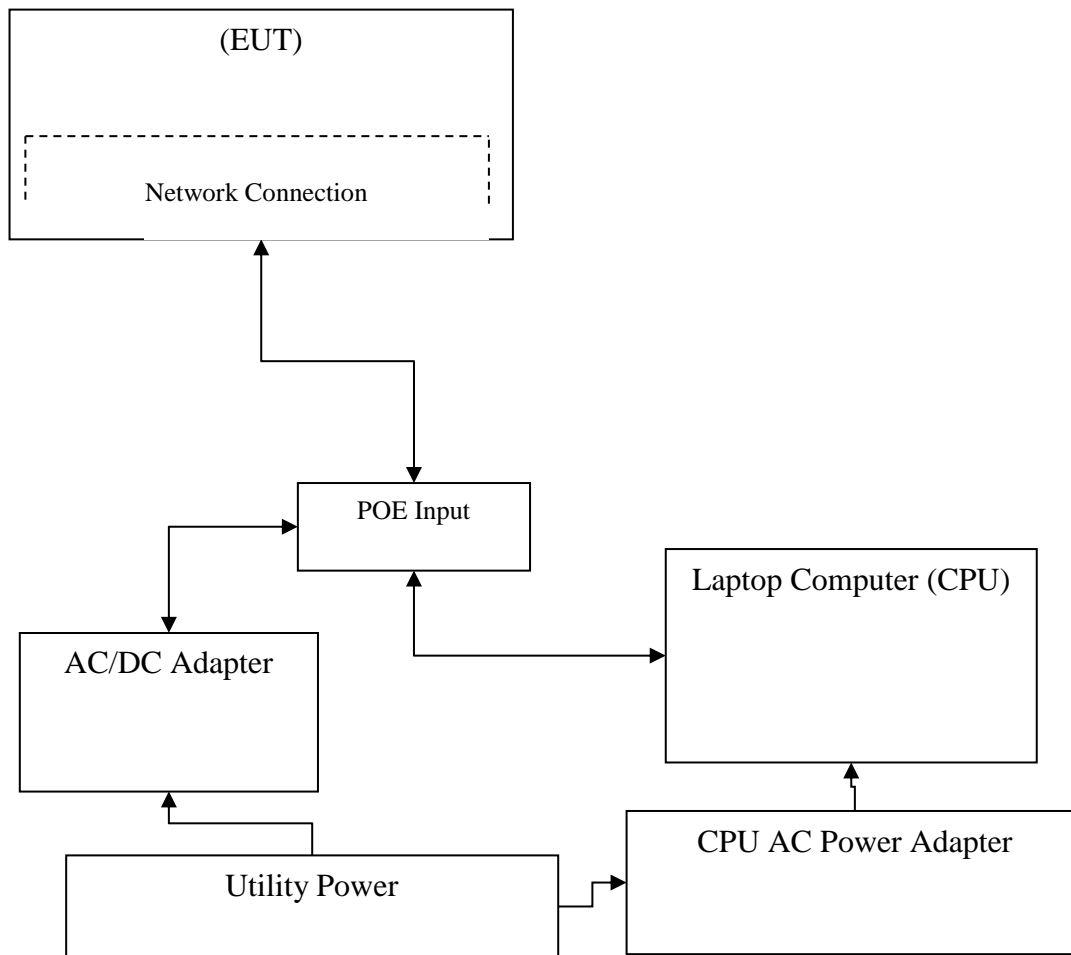 (EUT)
Network Connection
POE Input
Laptop Computer (CPU)
AC/DC Adapter
CPU AC Power Adapter
Utility Power